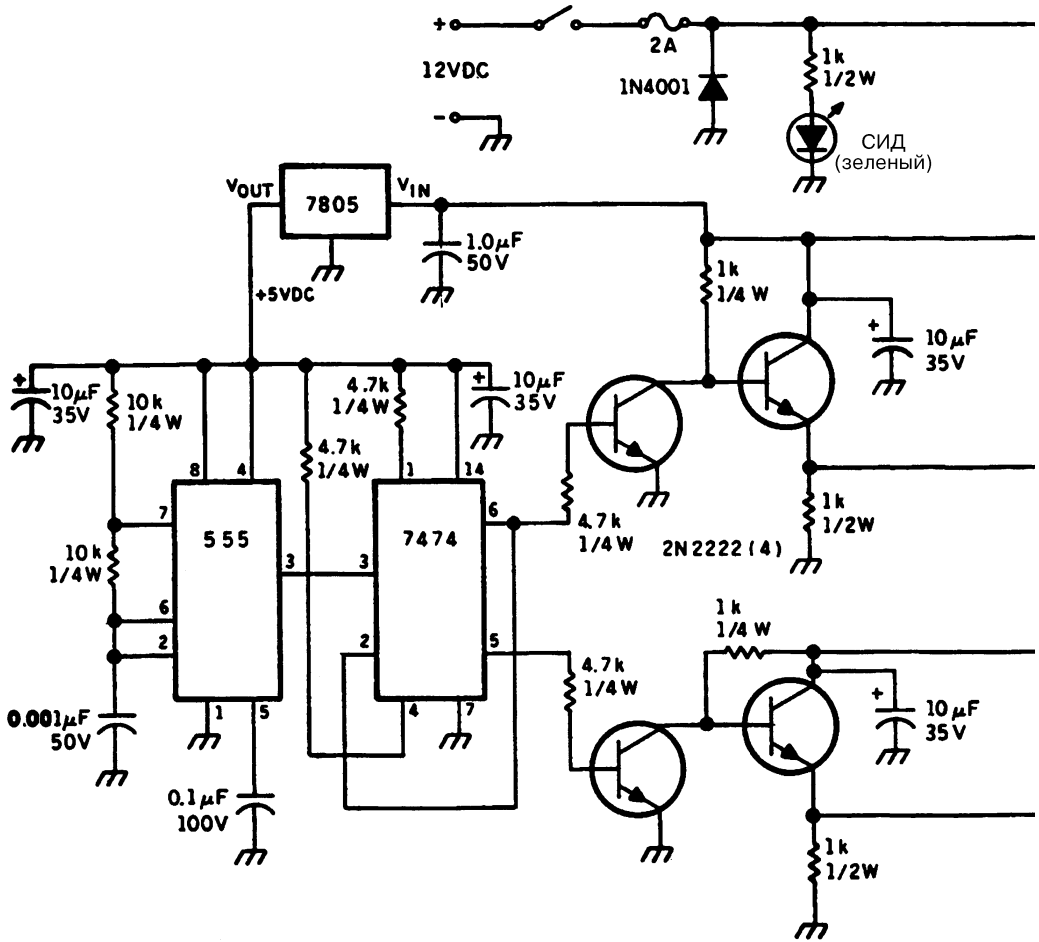 +
2A
12VDC
-
1N4001
1k
1/2W
СИД
(зеленый)
VOUT
7805
VIN
1.0µF
50V
+5VDC
1k
1/4W
+
10µF
35V
+
10µF
35V
10k
1/4W
4.7k
1/4W
4.7k
1/4W
+
10µF
35V
8
4
1
14
7
555
3
6
2
1
5
10k
1/4W
7474
3
2
6
5
4
7
4.7k
1/4W
2N2222(4)
1k
1/2W
1k
1/4W
4.7k
1/4W
+
10µF
35V
0.001µF
50V
0.1µF
100V
1k
1/2W